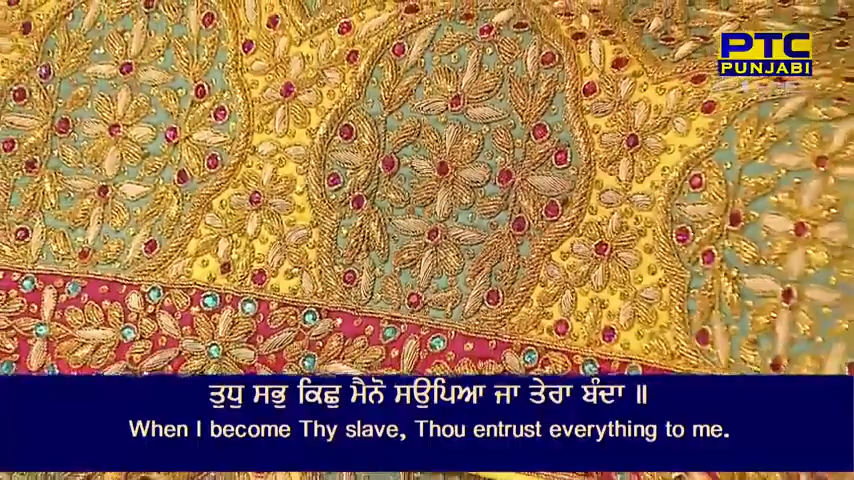 PTC
PUNJABI
ਤੁਧੁ ਸਭੁ ਕਿਛੁ ਮੈਨੋ ਸਉਪਿਆ ਜਾ ਤੇਰਾ ਬੰਦਾ ॥
When I become Thy slave, Thou entrust everything to me.